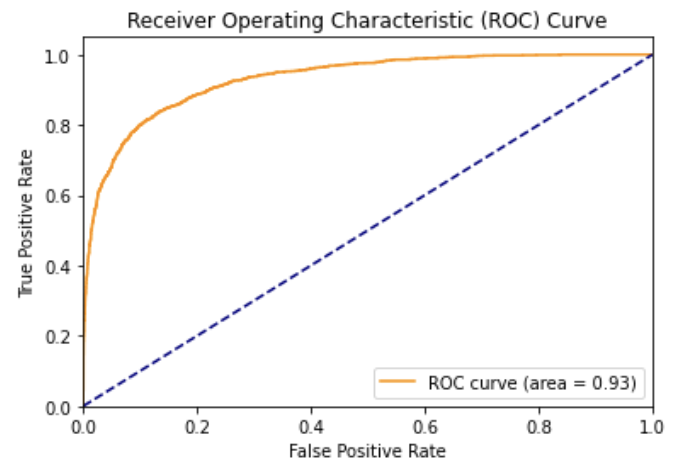 Receiver Operating Characteristic (ROC) Curve
1.0
0.8
0.6
0.4
0.2
0.0
True Positive Rate
ROC curve (area = 0.93)
0.0 0.2 0.4 0.6 0.8 1.0
False Positive Rate